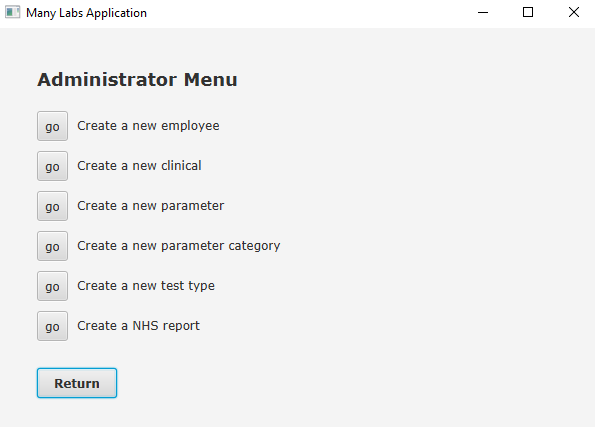 Many Labs Application
Administrator Menu
go Create a new employee
go Create a new clinical
go Create a new parameter
go Create a new parameter category
go Create a new test type
go Create a NHS report
Return